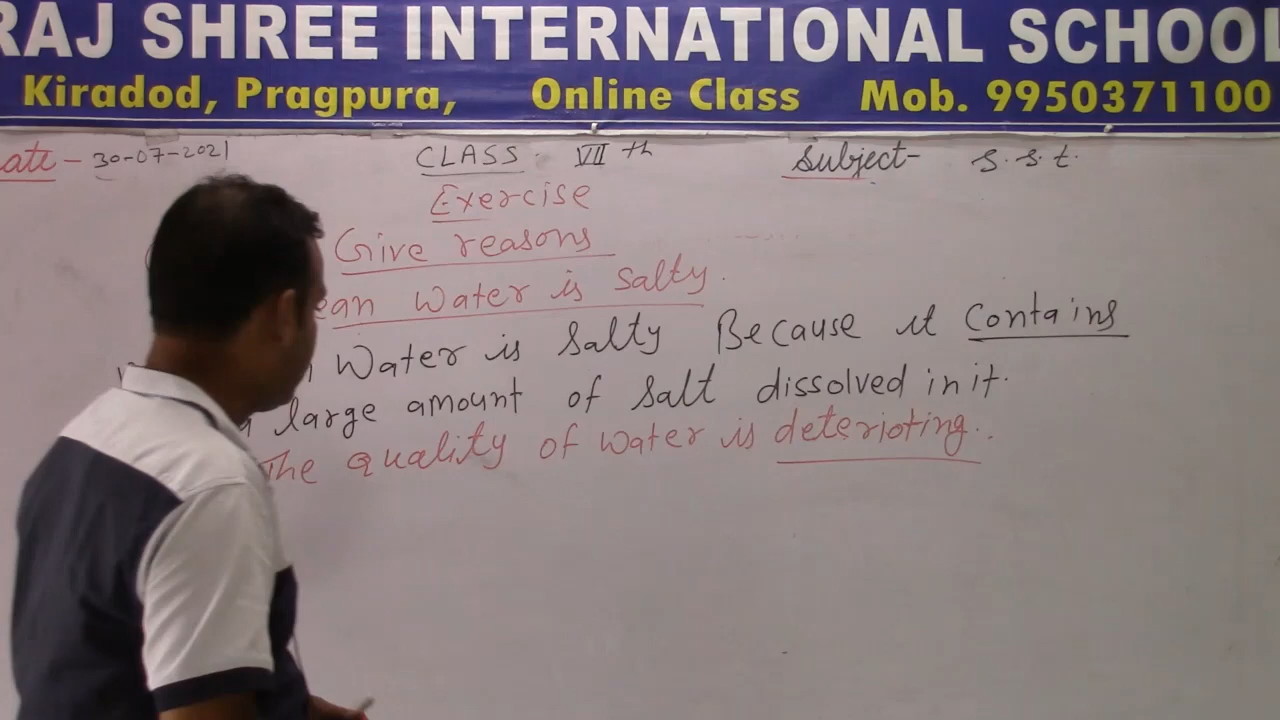 RAJ SHREE INTERNATIONAL SCHOOL
Kiradod, Pragpura, Online Class Mob. 9950371100
ate - 30-07-2021 CLASS: VII th Subject- S.S.t.
Exercise
Give reasons
ean Water is Salty.
Water is Salty Because it Contains
a large amount of Salt dissolved in it.
The quality of water is deterioting..